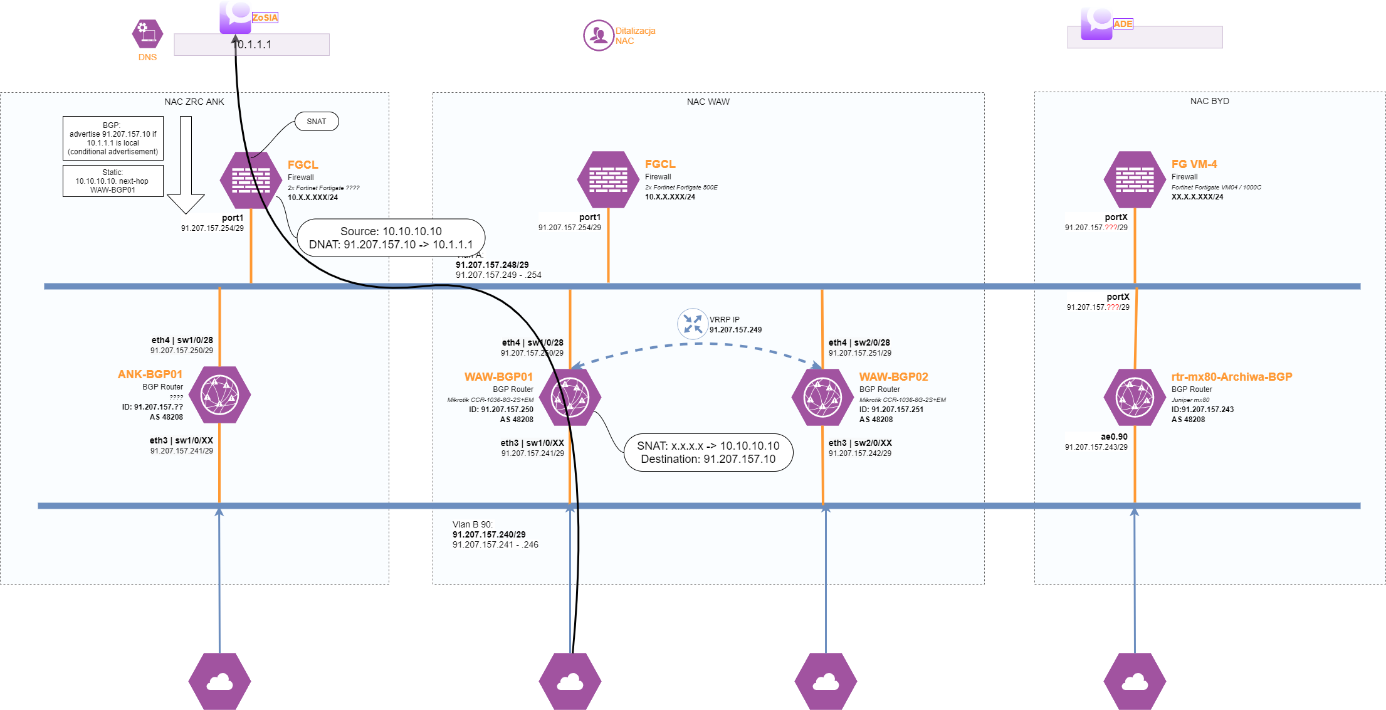 ZoSIA
10.1.1.1
DNS
Ditalizacja
NAC
ADE
NAC ZRC ANK
BGP:
advertise 91.207.157.10 if
10.1.1.1 is local
(conditional advertisement)
Static:
10.10.10.10, next-hop
WAW-BGP01
SNAT
FGCL
Firewall
2x Fortinet Fortigate ????
10.X.X.XXX/24
port1
91.207.157.254/29
Source: 10.10.10.10
DNAT: 91.207.157.10 -> 10.1.1.1
NAC WAW
FGCL
Firewall
2x Fortinet Fortigate 800E
10.X.X.XXX/24
port1
91.207.157.254/29
91.207.157.248/29
91.207.157.249 - .254
NAC BYD
FG VM-4
Firewall
Fortinet Fortigate VM04 / 1000C
XX.X.X.XXX/24
portX
91.207.157.???/29
portX
91.207.157.???/29
VRRP IP
91.207.157.249
eth4 | sw1/0/28
91.207.157.250/29
ANK-BGP01
BGP Router
????
ID: 91.207.157.??
AS 48208
eth3 | sw1/0/XX
91.207.157.241/29
eth4 | sw1/0/28
91.207.157.250/29
WAW-BGP01
BGP Router
Mikrotik CCR-1036-8G-2S+EM
ID: 91.207.157.250
AS 48208
eth3 | sw1/0/XX
91.207.157.241/29
SNAT: x.x.x.x -> 10.10.10.10
Destination: 91.207.157.10
eth4 | sw2/0/28
91.207.157.251/29
WAW-BGP02
BGP Router
Mikrotik CCR-1036-8G-2S+EM
ID: 91.207.157.251
AS 48208
eth3 | sw2/0/XX
91.207.157.242/29
rtr-mx80-Archiwa-BGP
BGP Router
Juniper mx80
ID:91.207.157.243
AS 48208
ae0.90
91.207.157.243/29
Vlan B 90:
91.207.157.240/29
91.207.157.241 - .246